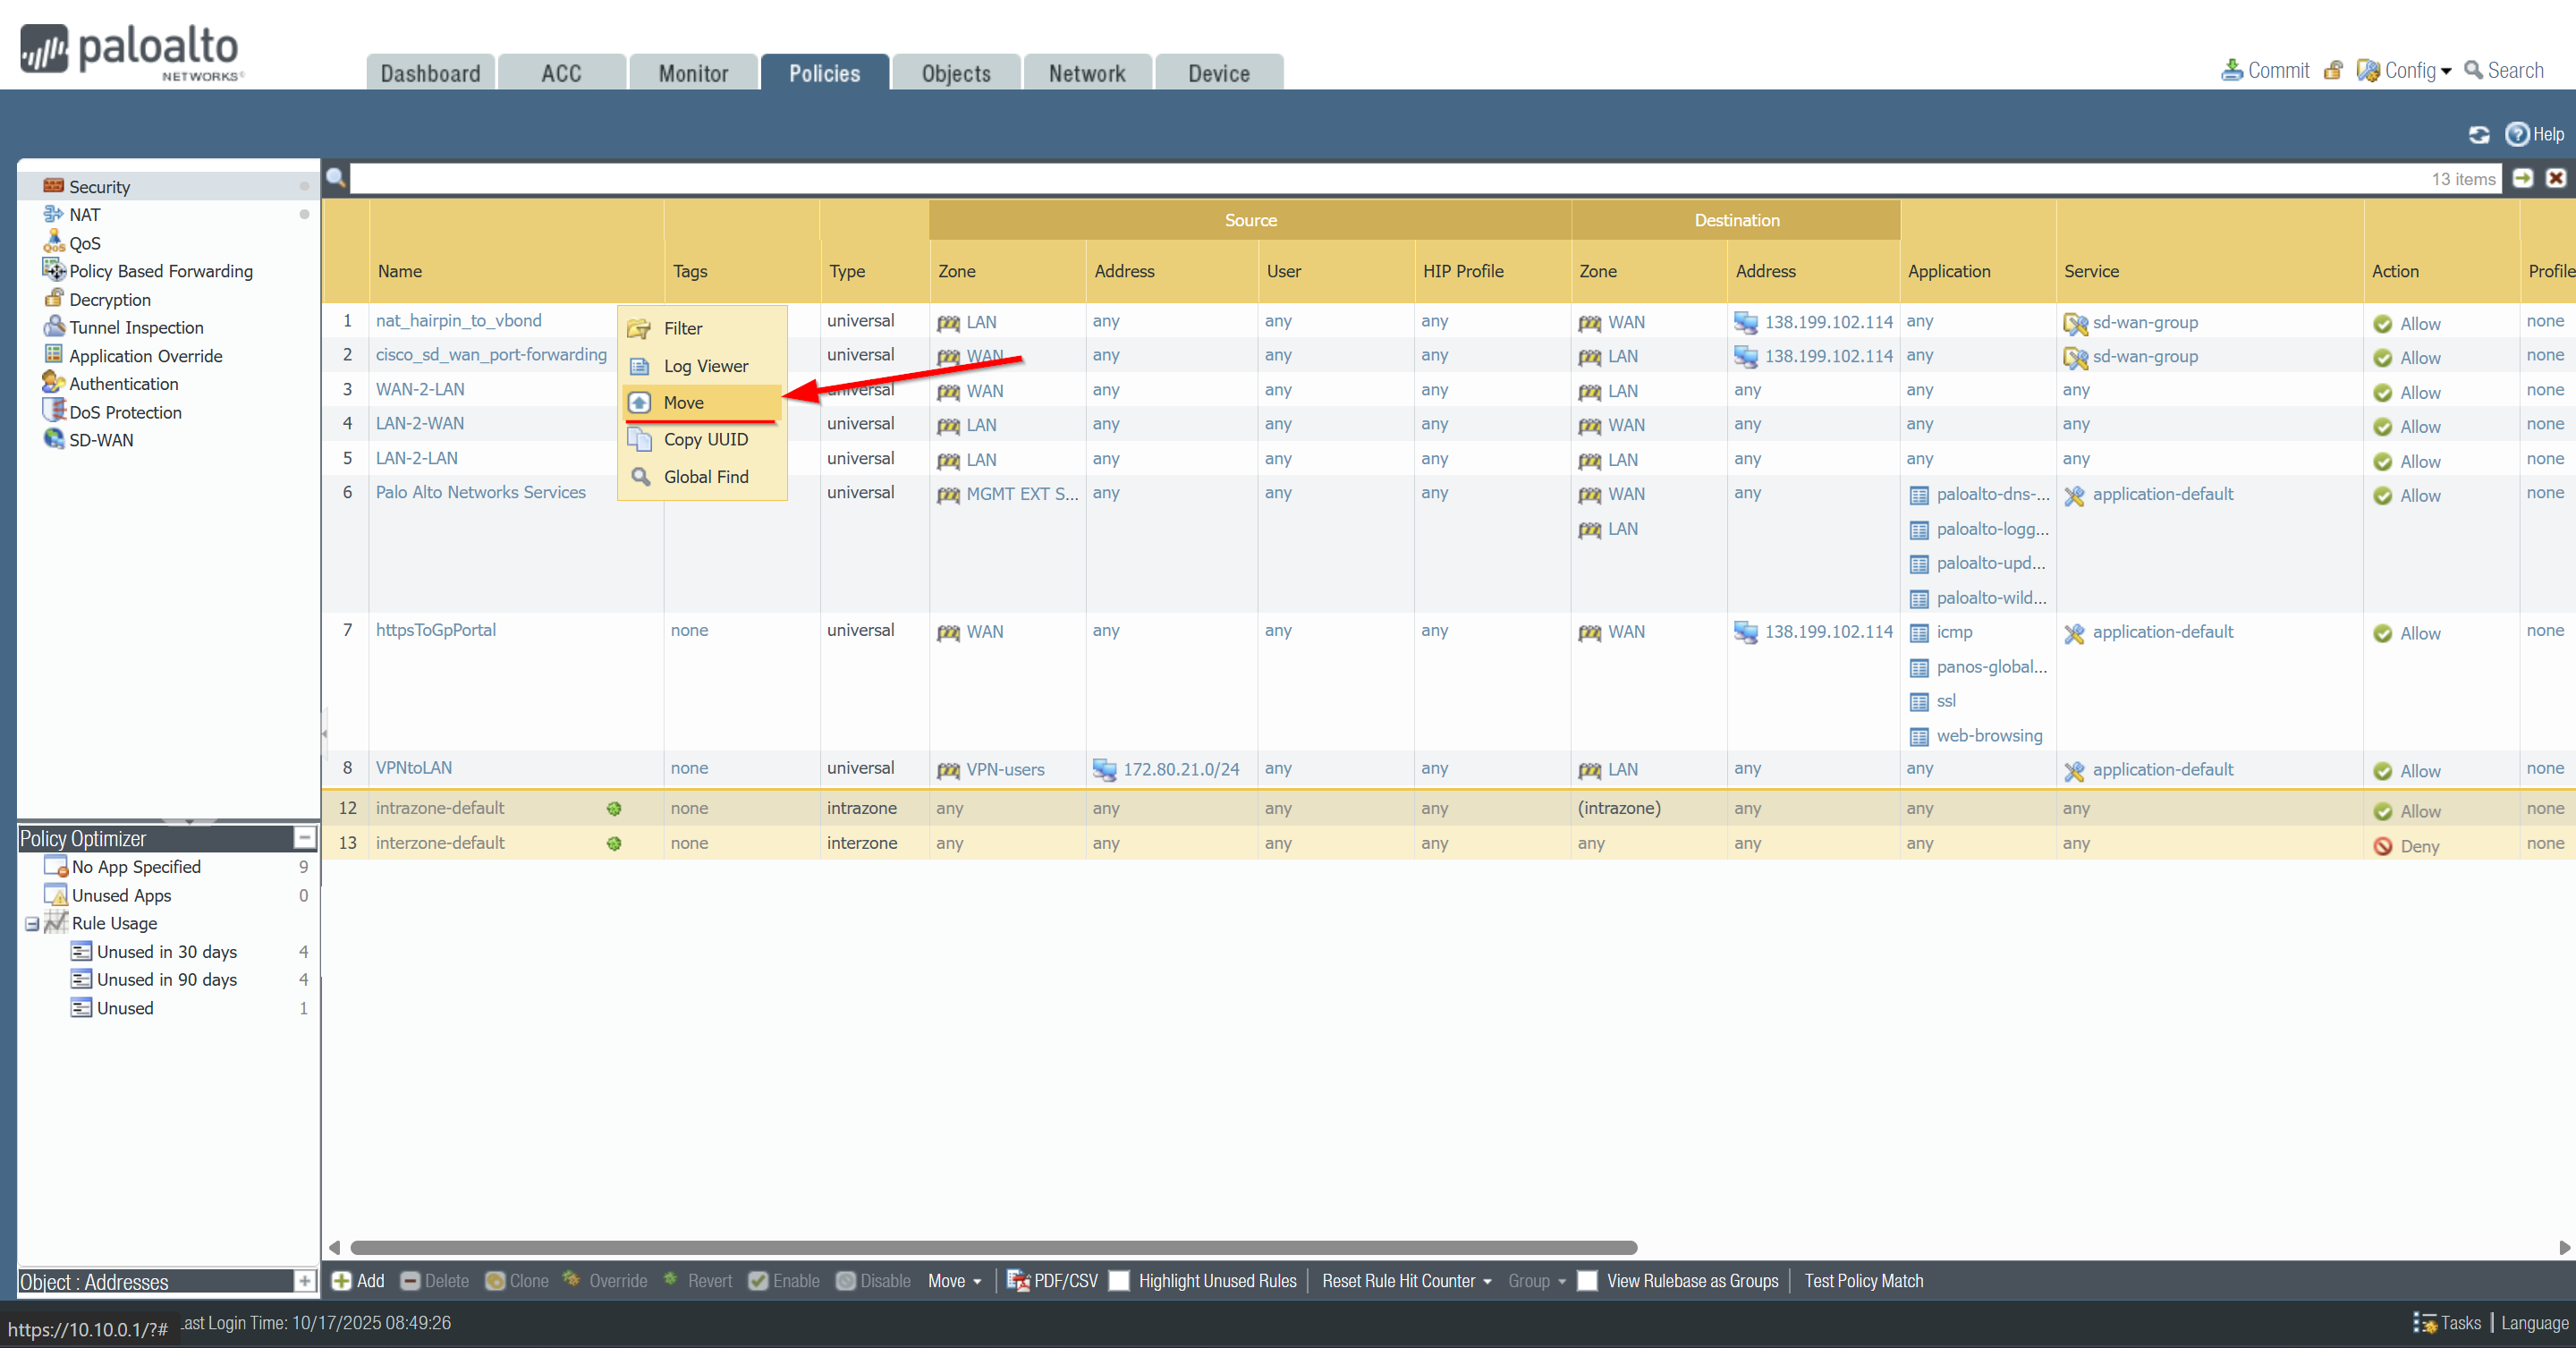 paloalto
NETWORKS
Dashboard ACC Monitor Policies Objects Network Device
Commit Config Search
Help
Security
NAT
QoS
Policy Based Forwarding
Decryption
Tunnel Inspection
Application Override
Authentication
DoS Protection
SD-WAN
13 items
Source Destination
Name Tags Type Zone Address User HIP Profile Zone Address Application Service Action Profile
1 nat_hairpin_to_vbond universal LAN any any any WAN 138.199.102.114 any sd-wan-group Allow none
2 cisco_sd_wan_port-forwarding WAN any any any LAN 138.199.102.114 any sd-wan-group Allow none
3 WAN-2-LAN universal WAN any any any LAN any any any Allow none
4 LAN-2-WAN universal LAN any any any WAN any any any Allow none
5 LAN-2-LAN universal LAN any any any LAN any any any Allow none
6 Palo Alto Networks Services universal MGMT EXT S... any any any WAN any paloalto-dns-... application-default Allow none
LAN paloalto-logg...
paloalto-upd...
paloalto-wild...
7 httpsToGpPortal none universal WAN any any any WAN 138.199.102.114 icmp application-default Allow none
panos-global...
ssl
web-browsing
8 VPNtoLAN none universal VPN-users 172.80.21.0/24 any any LAN any any application-default Allow none
12 intrazone-default none intrazone any any any any (intrazone) any any any Allow none
13 interzone-default none interzone any any any any any any any any Deny none
Filter
Log Viewer
Move
Copy UUID
Global Find
Policy Optimizer
No App Specified 9
Unused Apps 0
Rule Usage
Unused in 30 days 4
Unused in 90 days 4
Unused 1
Object : Addresses
Add Delete Clone Override Revert Enable Disable Move PDF/CSV Highlight Unused Rules Reset Rule Hit Counter Group View Rulebase as Groups Test Policy Match
https://10.10.0.1/?# Last Login Time: 10/17/2025 08:49:26
Tasks | Language